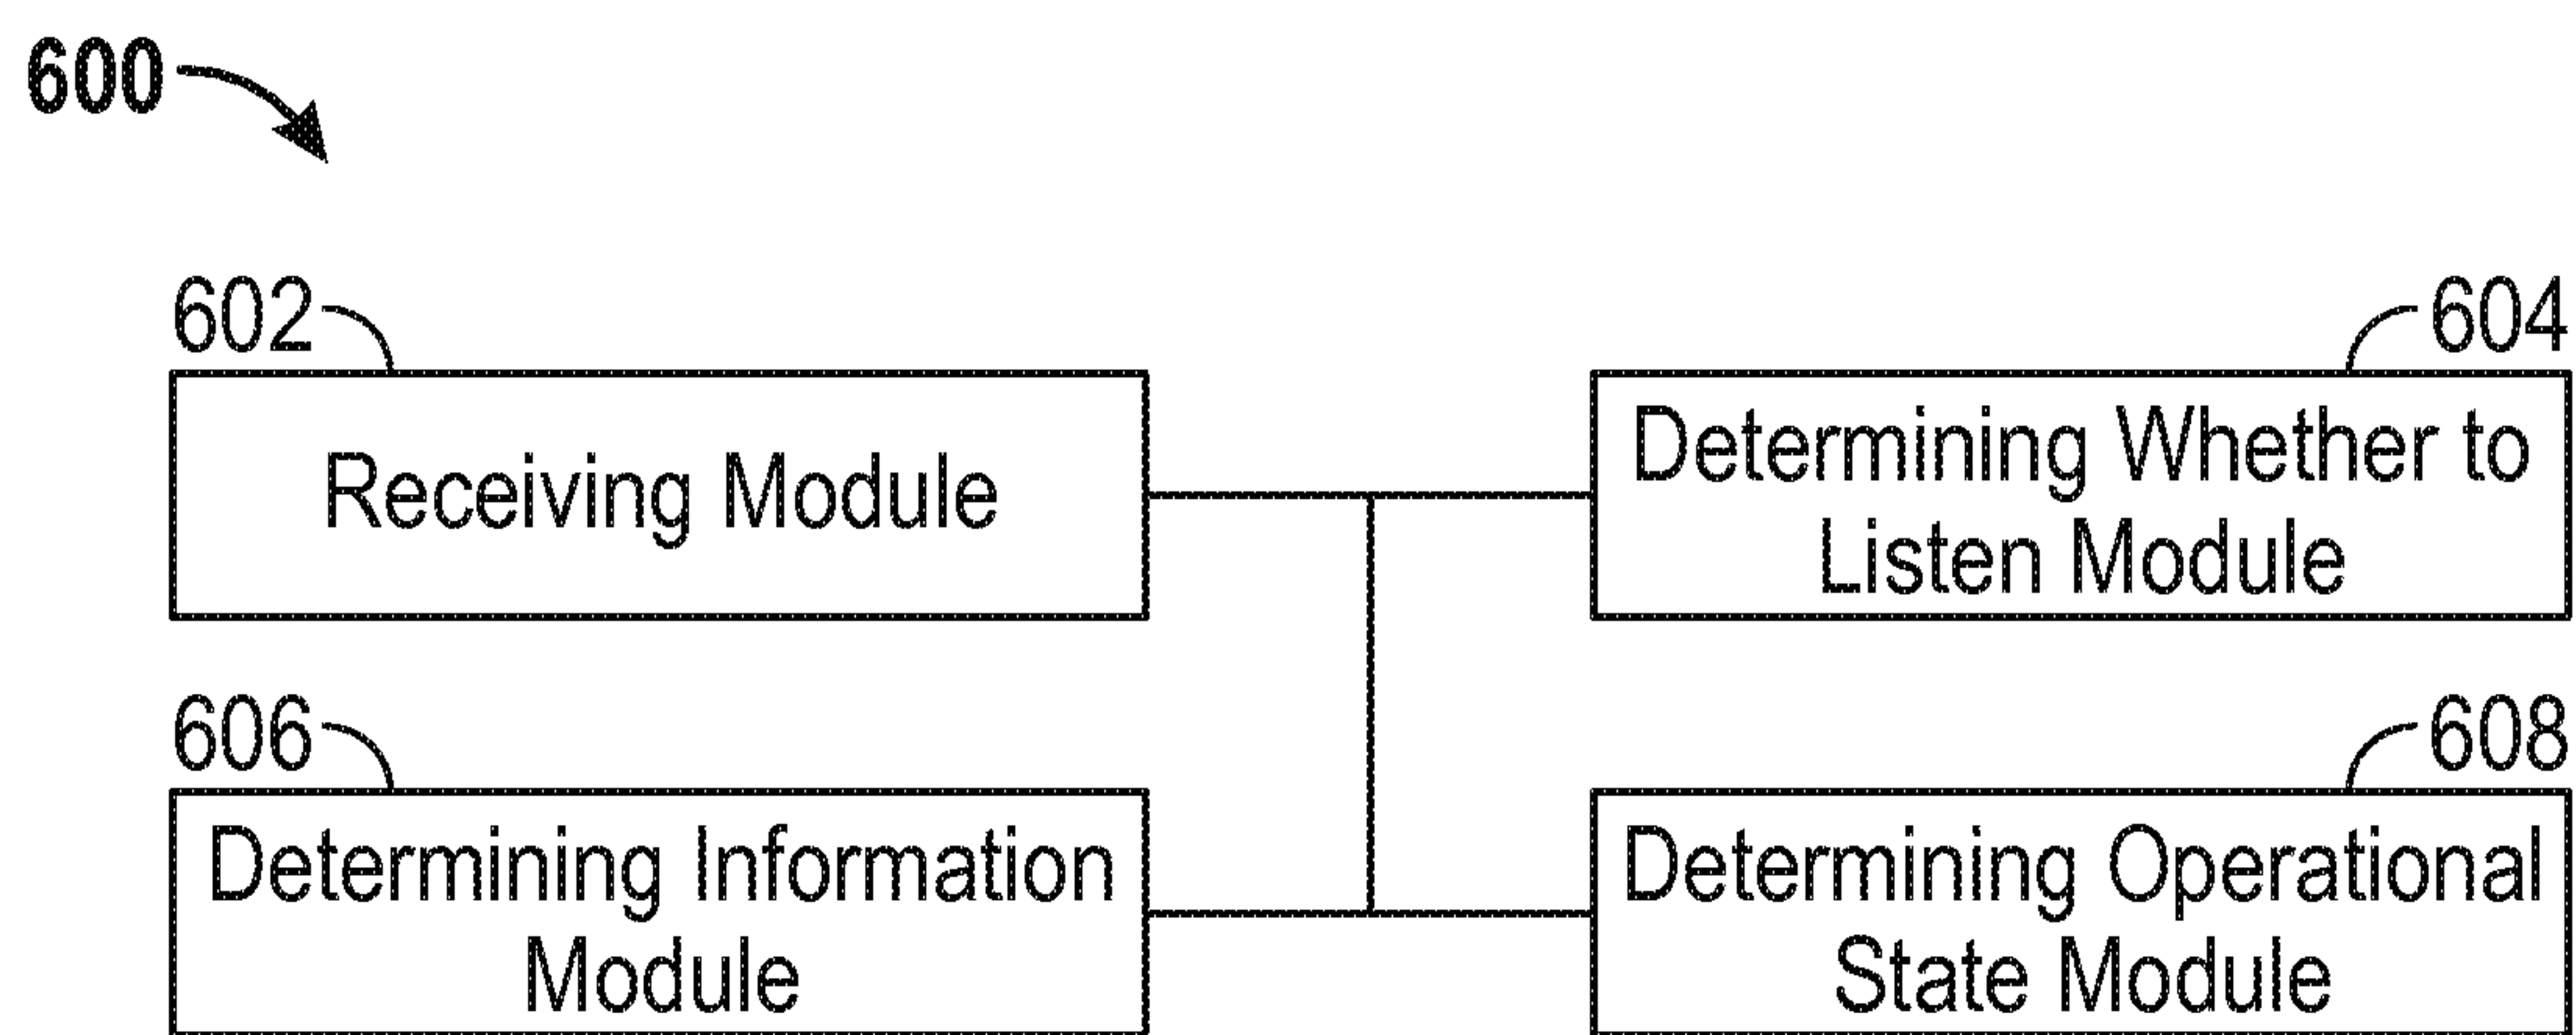 600
602
604
Receiving Module
Determining Whether to
Listen Module
606
608
Determining Information
Module
Determining Operational
State Module